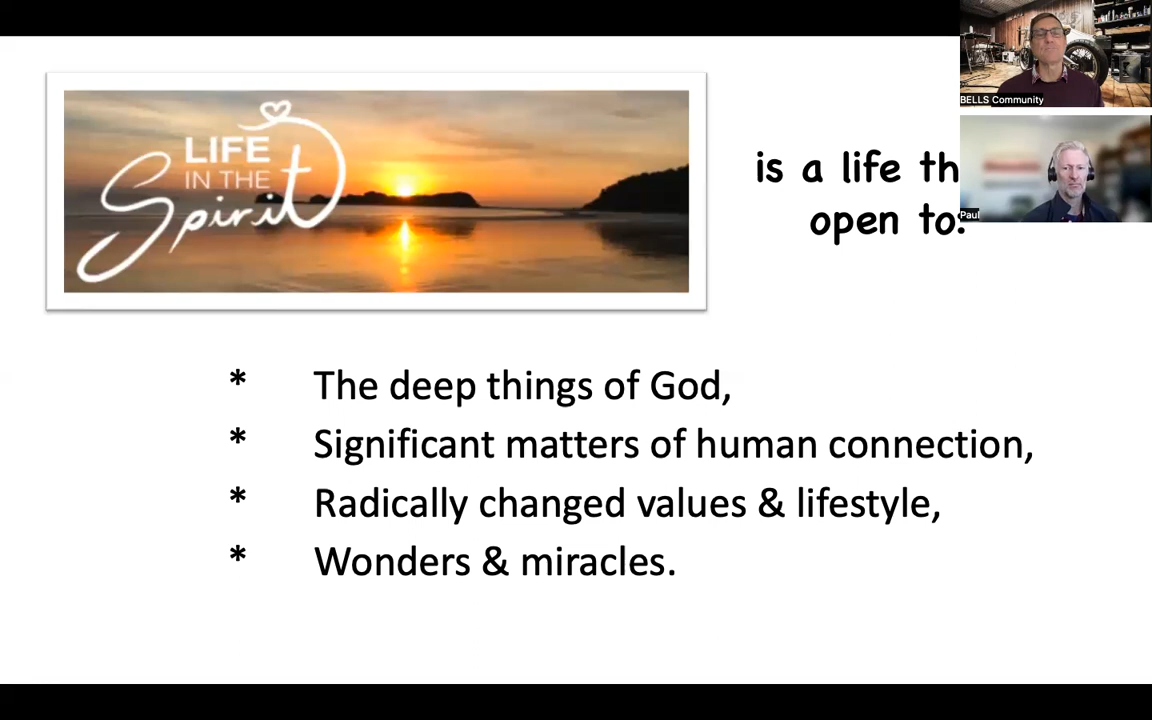 LIFE
IN THE
Spirit
is a life
open to:
* The deep things of God,
* Significant matters of human connection,
* Radically changed values & lifestyle,
* Wonders & miracles.
BELLS Community
Paul